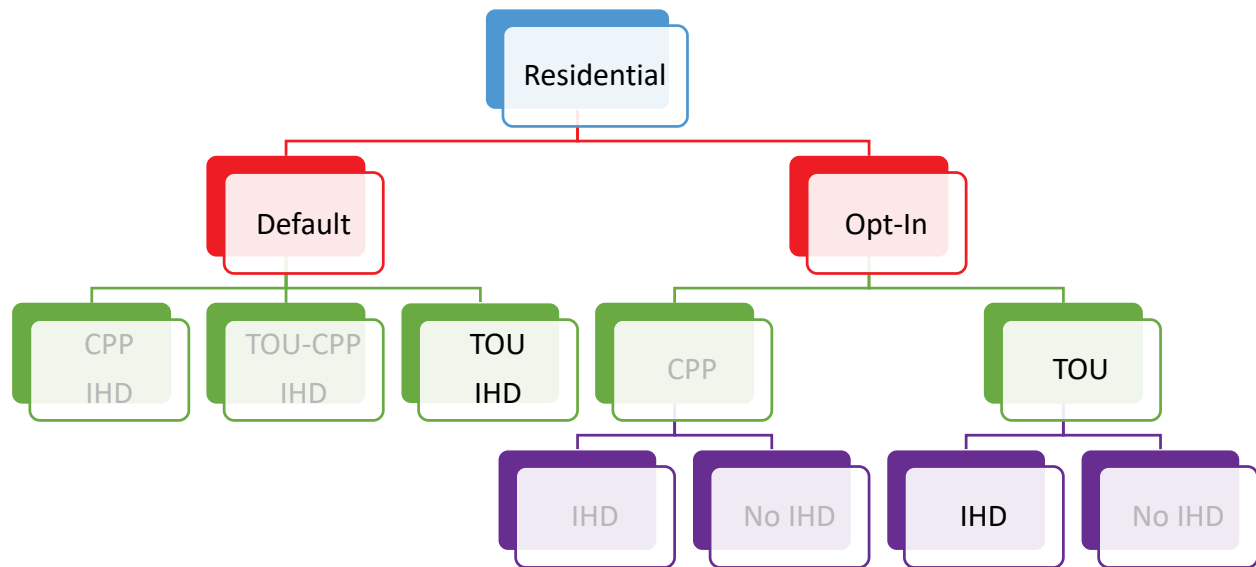 Residential
Default
Opt-In
CPP
IHD
TOU-CPP
IHD
TOU
IHD
CPP
TOU
IHD
No IHD
IHD
No IHD